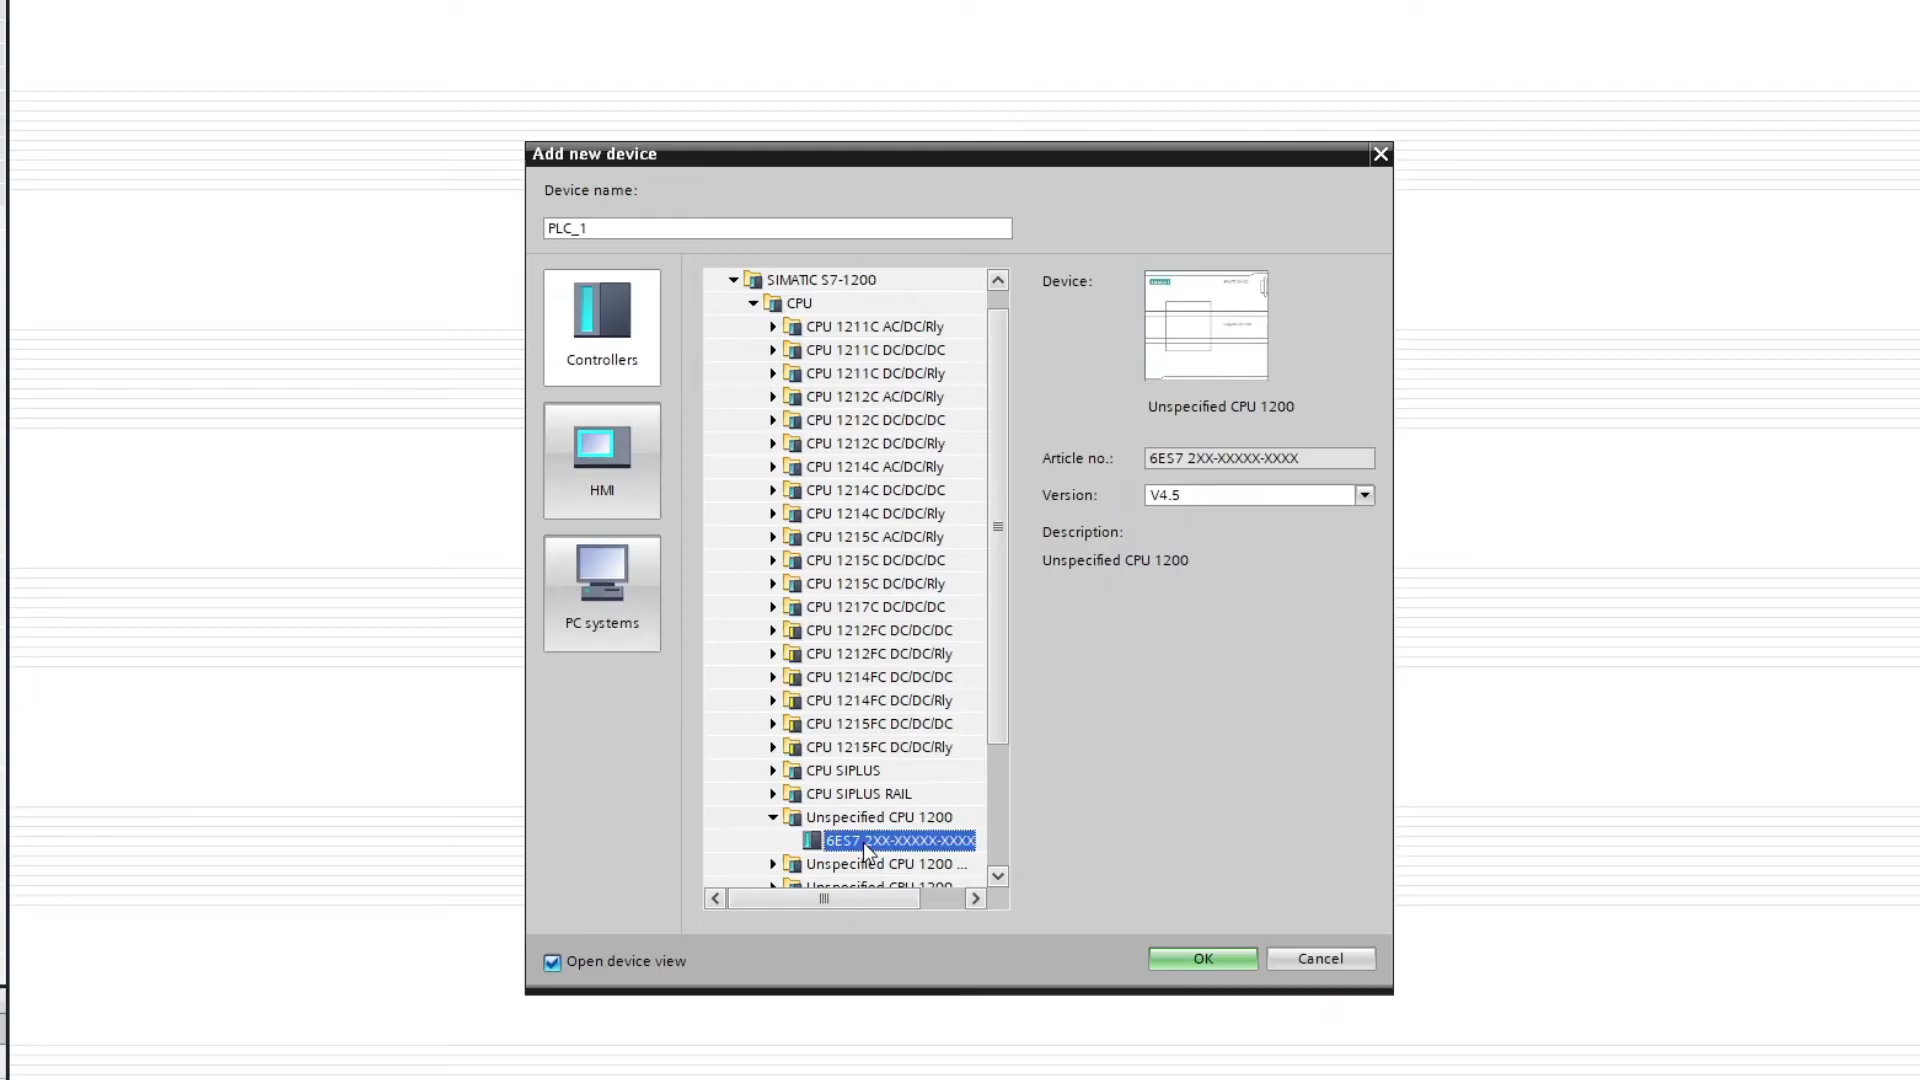 Add new device
Device name:
PLC_1
Controllers
HMI
PC systems
SIMATIC S7-1200
CPU
CPU 1211C AC/DC/Rly
CPU 1211C DC/DC/DC
CPU 1211C DC/DC/Rly
CPU 1212C AC/DC/Rly
CPU 1212C DC/DC/DC
CPU 1212C DC/DC/Rly
CPU 1214C AC/DC/Rly
CPU 1214C DC/DC/DC
CPU 1214C DC/DC/Rly
CPU 1215C AC/DC/Rly
CPU 1215C DC/DC/DC
CPU 1215C DC/DC/Rly
CPU 1217C DC/DC/DC
CPU 1212FC DC/DC/DC
CPU 1212FC DC/DC/Rly
CPU 1214FC DC/DC/DC
CPU 1214FC DC/DC/Rly
CPU 1215FC DC/DC/DC
CPU 1215FC DC/DC/Rly
CPU SIPLUS
CPU SIPLUS RAIL
Unspecified CPU 1200
6ES7 2XX-XXXXX-XXXX
Unspecified CPU 1200 ...
Unspecified CPU 1200
Device:
Unspecified CPU 1200
Article no.:
6ES7 2XX-XXXXX-XXXX
Version:
V4.5
Description:
Unspecified CPU 1200
Open device view
OK
Cancel